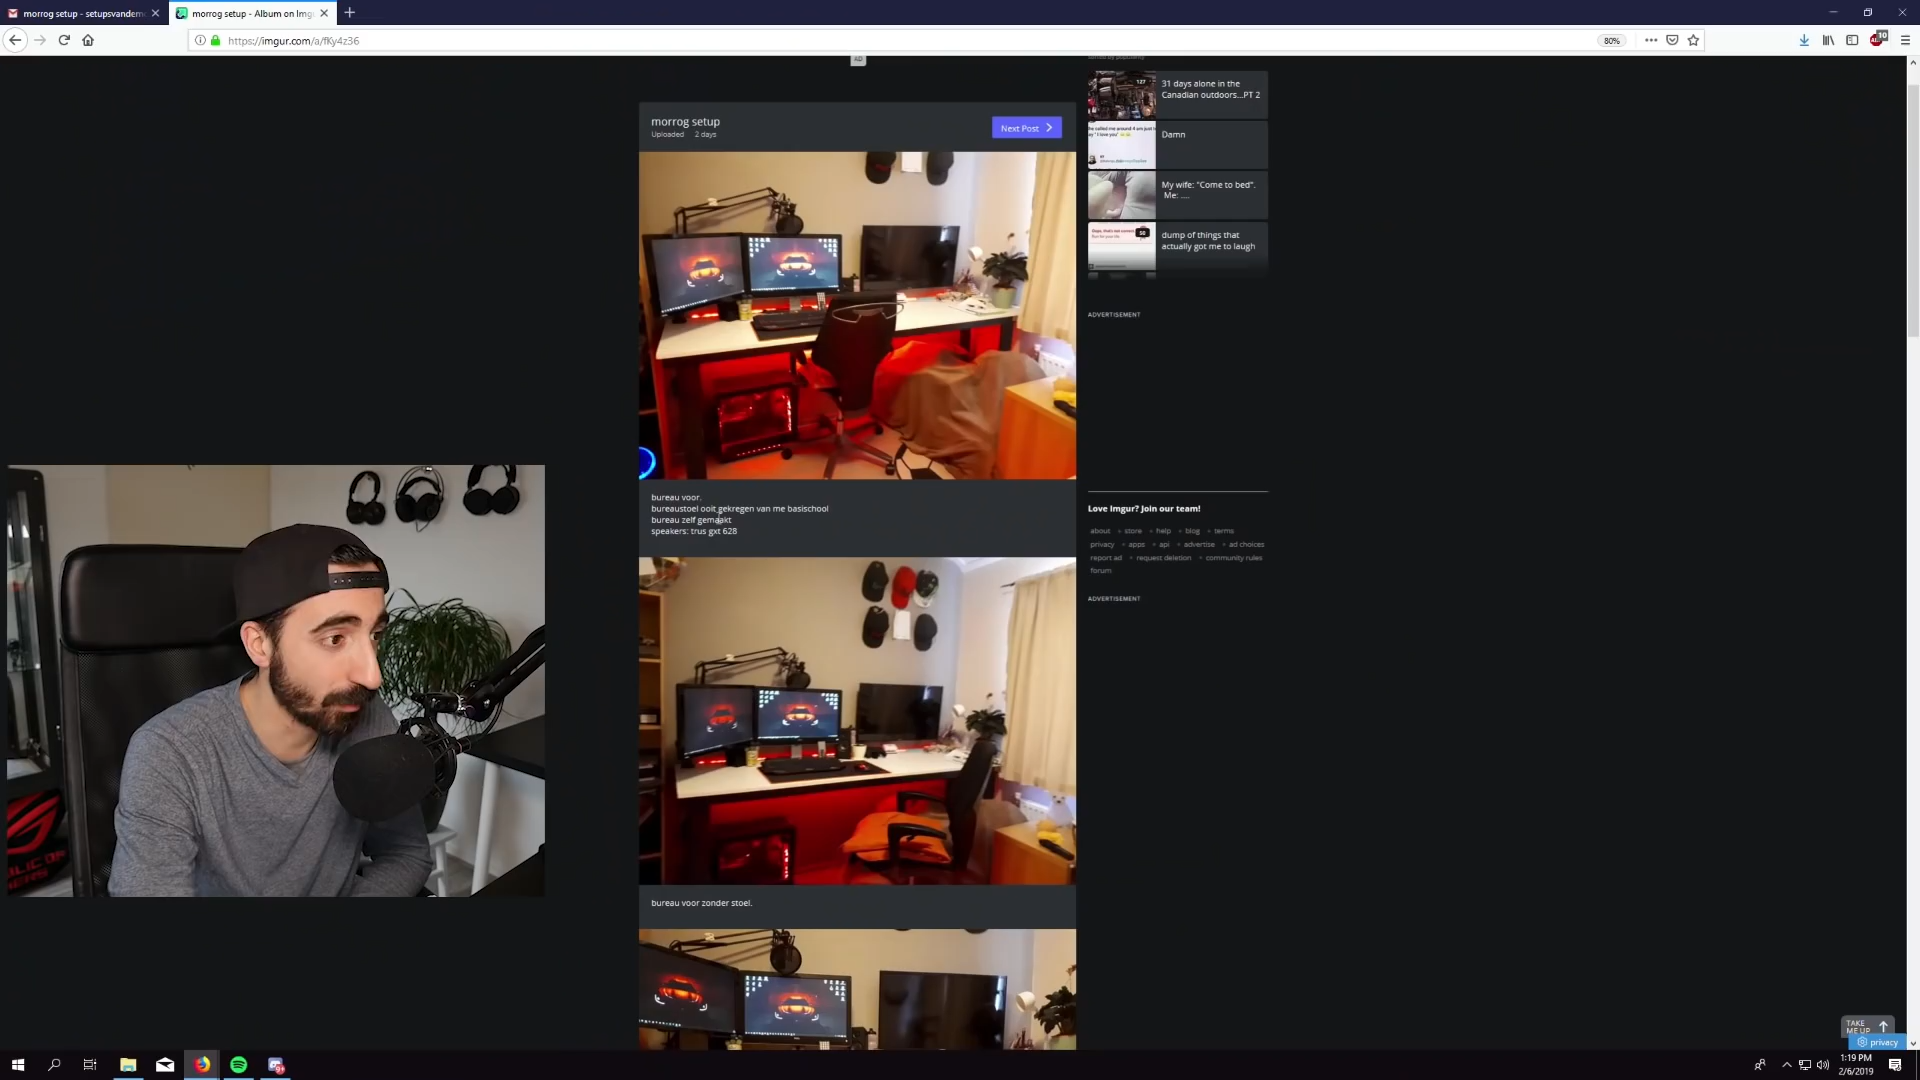 morrog setup - setupsvandern
morrog setup - Album on Img
https://imgur.com/a/fKy4z36
80%
10
AD
morrog setup
Uploaded 2 days
Next Post
127
31 days alone in the
Canadian outdoors...PT 2
Damn
My wife: "Come to bed".
Me: ....
58
dump of things that
actually got me to laugh
ADVERTISEMENT
bureau voor.
bureaustoel ooit gekregen van me basischool
bureau zelf gemaakt
speakers: trus gxt 628
Love Imgur? Join our team!
about store help blog terms
privacy apps api advertise ad choices
report ad request deletion community rules
forum
ADVERTISEMENT
bureau voor zonder stoel.
TAKE
ME UP
privacy
1:19 PM
2/6/2019